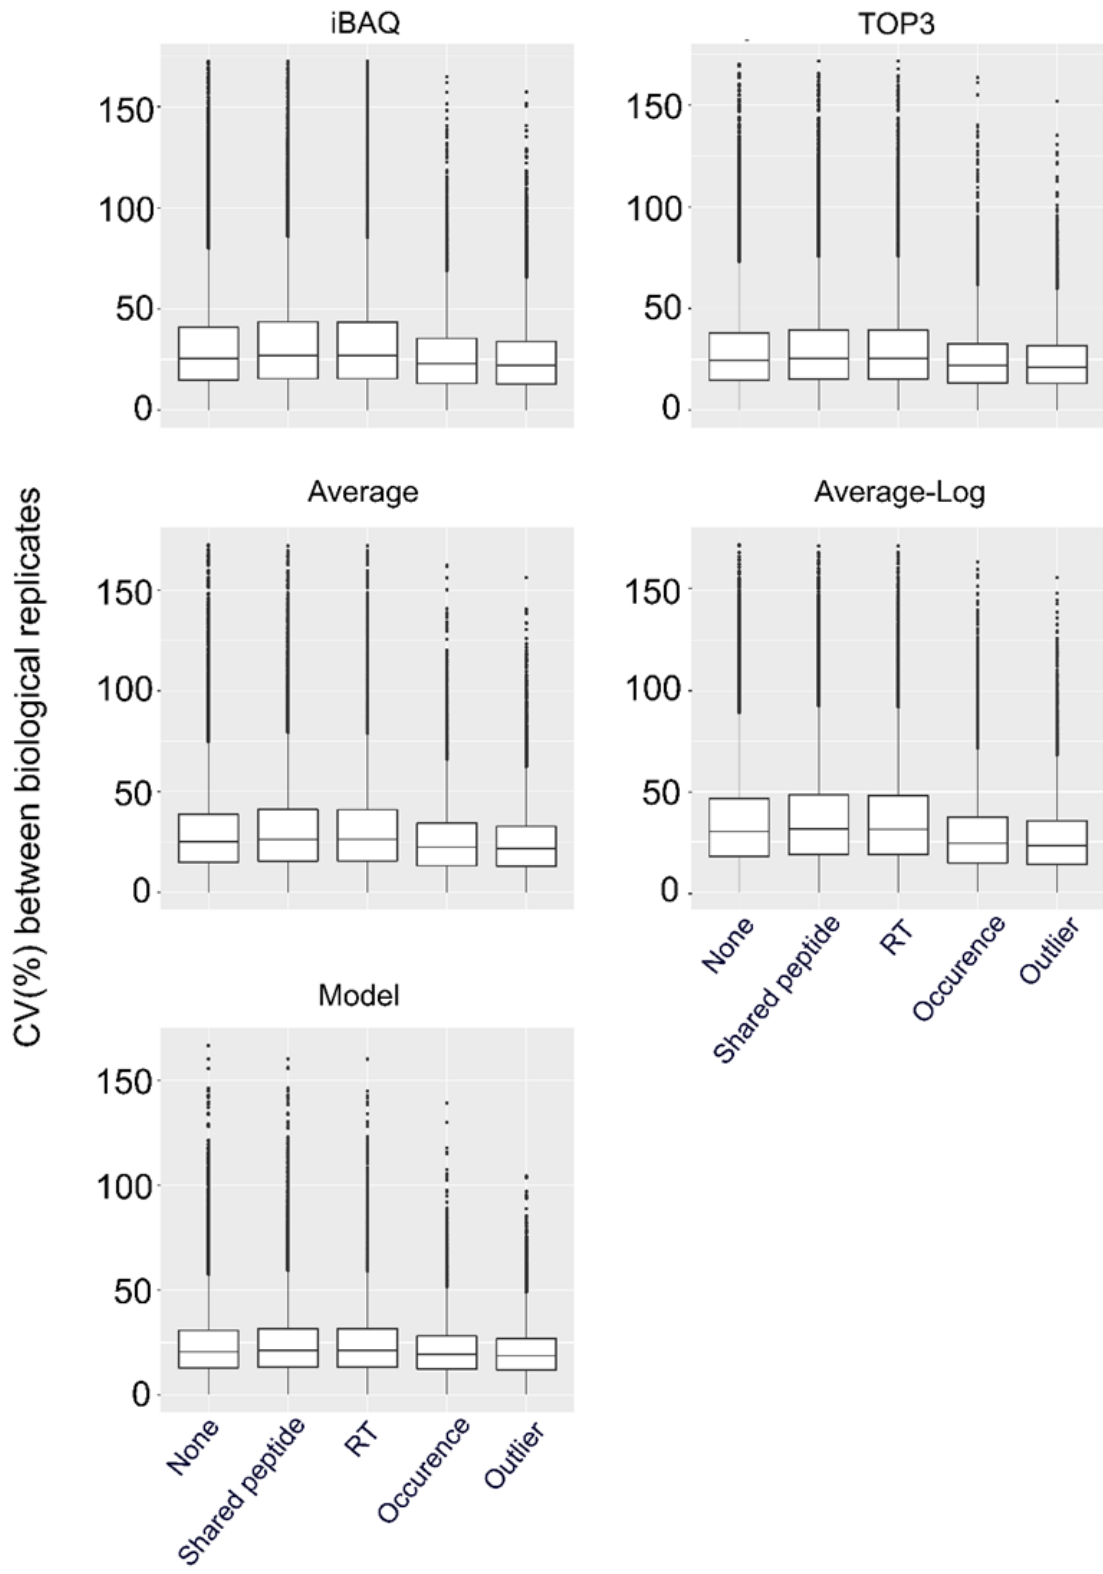 iBAQ
TOP3
150
100
50
0
150
100
50
0
CV(%) between biological replicates
Average
Average-Log
150
100
50
0
150
100
50
0
None
Shared peptide
RT
Occurence
Outlier
Model
150
100
50
0
None
Shared peptide
RT
Occurence
Outlier